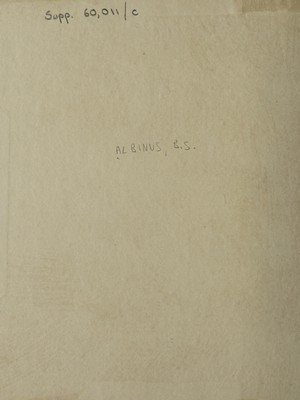 Supp. 60,011/c
ALBINUS, B.S.